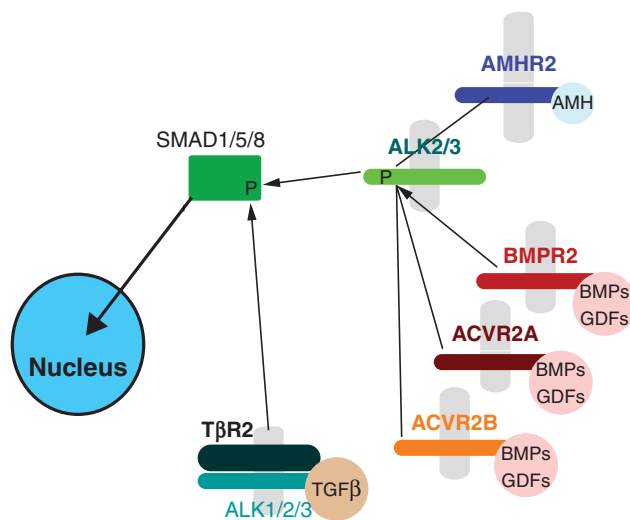 AMHR2
AMH
SMAD1/5/8
ALK2/3
P
P
BMPR2
BMPs
GDFs
Nucleus
ACVR2A
BMPs
GDFs
ACVR2B
TβR2
BMPs
GDFs
TGFβ
ALK1/2/3